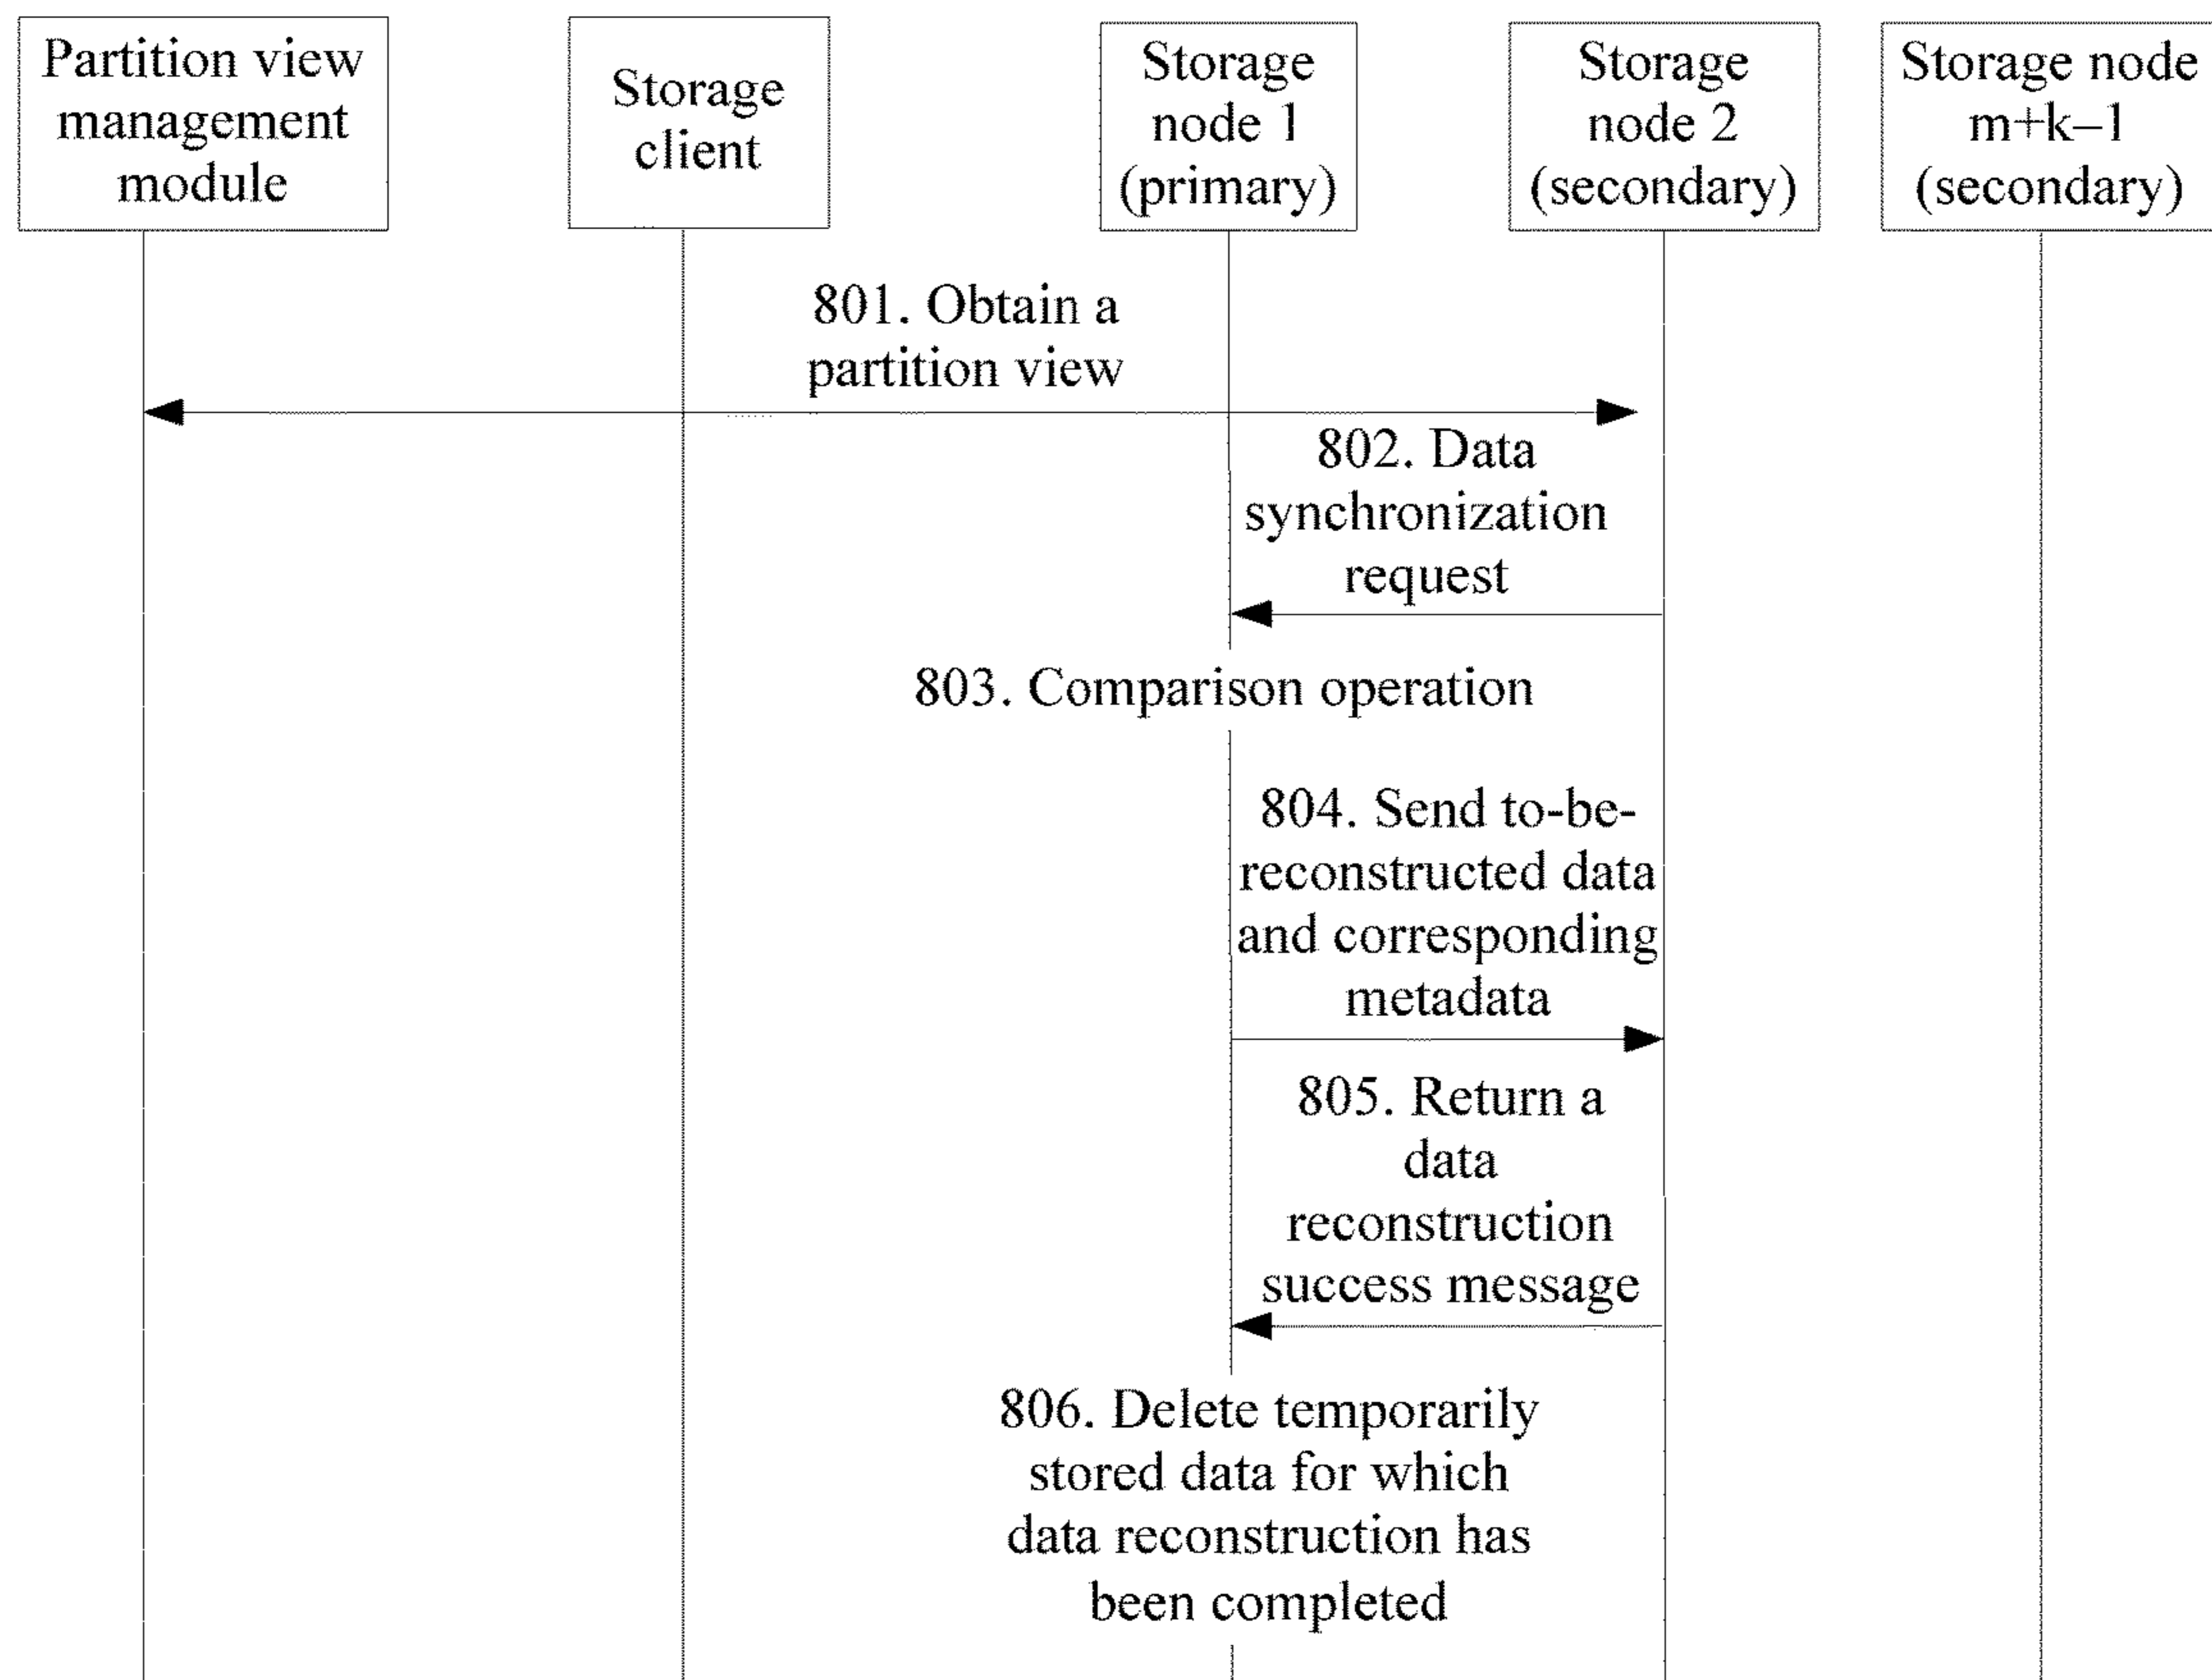 Partition view
management
module
Storage
client
Storage
node 1
(primary)
Storage
node 2
(secondary)
Storage node
m+k–1
(secondary)
801. Obtain a
partition view
802. Data
synchronization
request
803. Comparison operation
804. Send to-be-
reconstructed data
and corresponding
metadata
805. Return a
data
reconstruction
success message
806. Delete temporarily
stored data for which
data reconstruction has
been completed